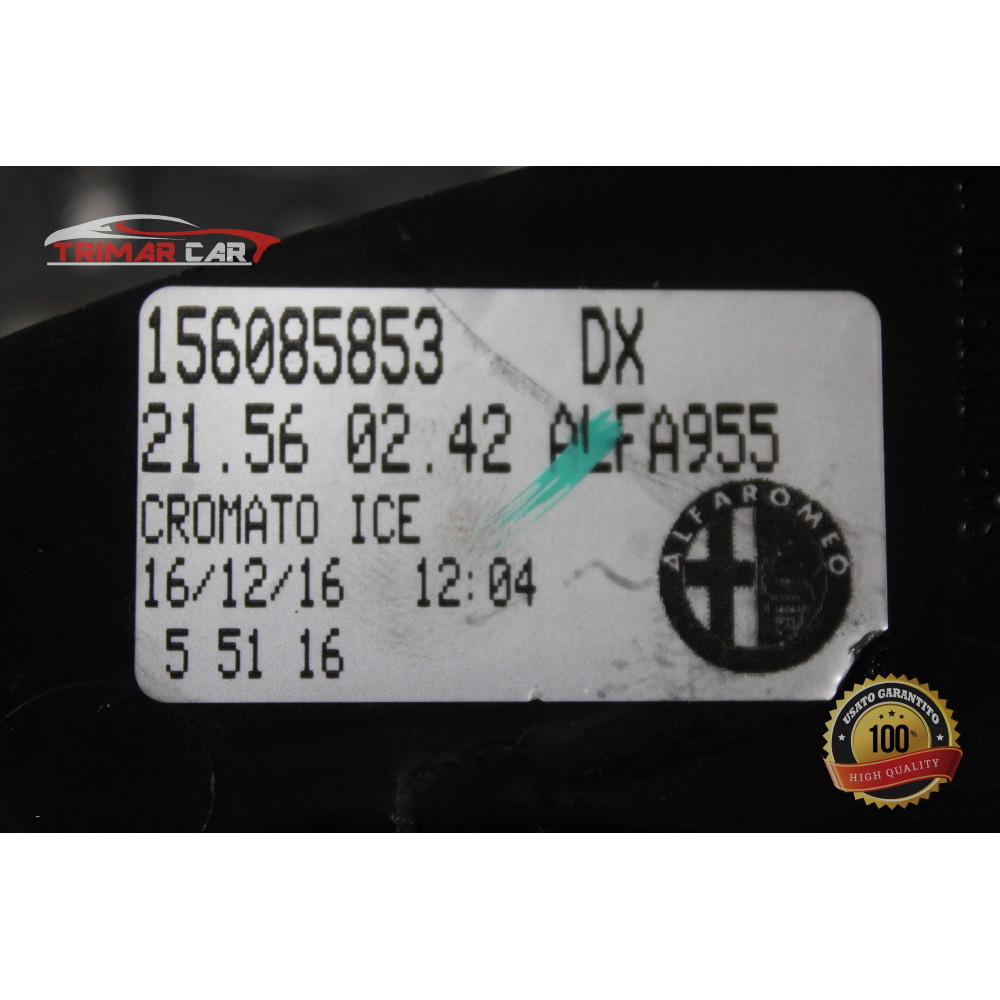 TRIMAR CAR
156085853 DX
21.56 02.42 ALFA955
CROMATO ICE
16/12/16 12:04
5 51 16
ALFA ROMEO
USATO GARANTITO
100%
HIGH QUALITY